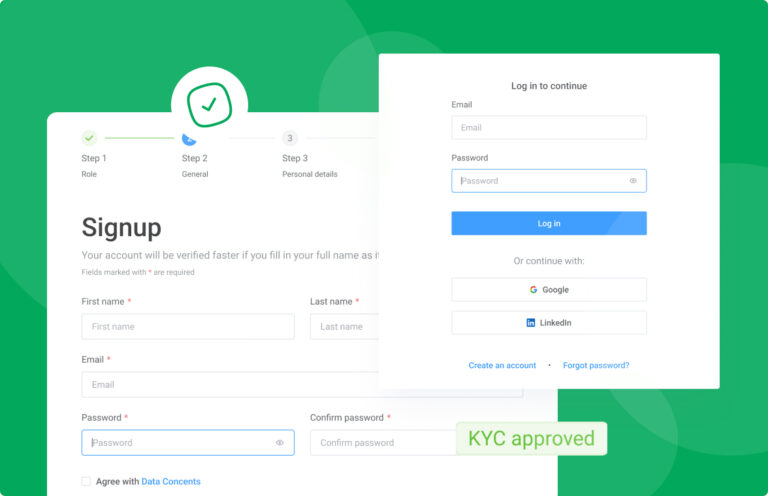 Log in to continue
Email
Email
Password
Password
Log in
Or continue with:
Google
LinkedIn
Create an account • Forgot password?
3
Step 1
Step 2
Step 3
Role
General
Personal details
Signup
Your account will be verified faster if you fill in your full name as i
Fields marked with * are required
First name *
Last name *
First name
Last name
Email *
Email
Password *
Confirm password *
Password
Confirm password
KYC approved
Agree with Data Concents